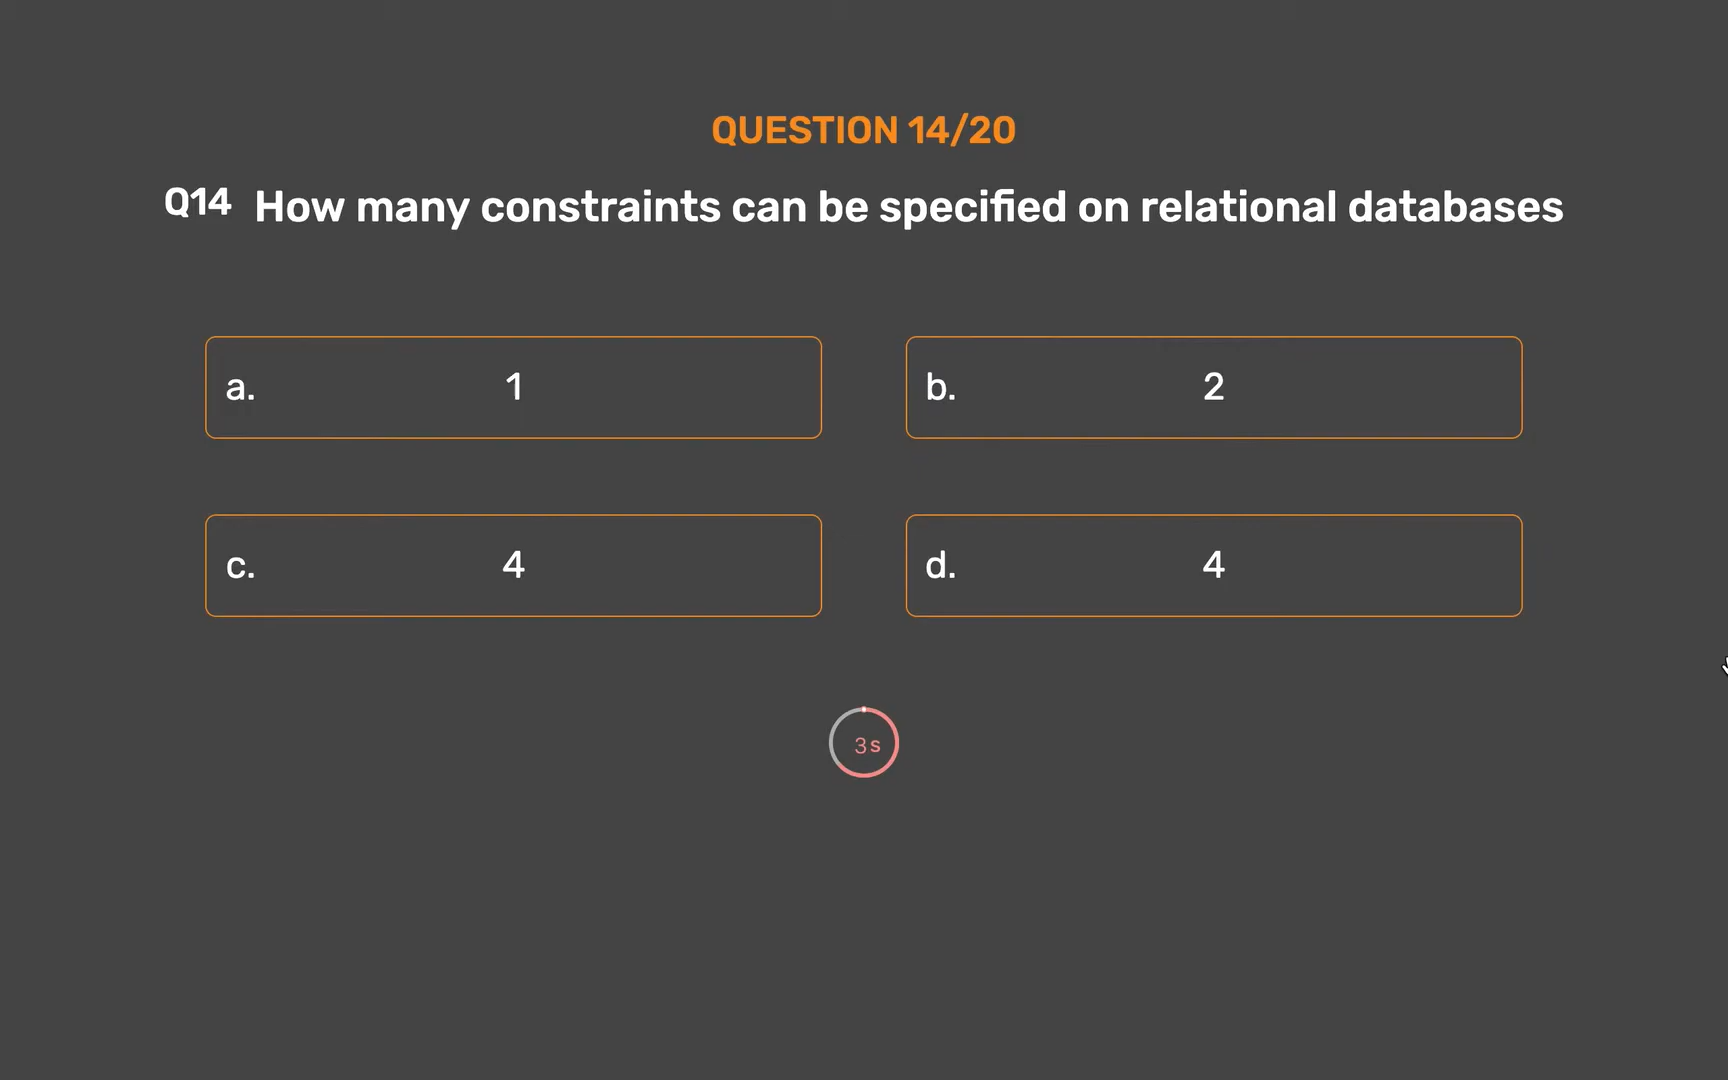 QUESTION 14/20
Q14 How many constraints can be specified on relational databases
a. 1
b. 2
c. 4
d. 4
3s